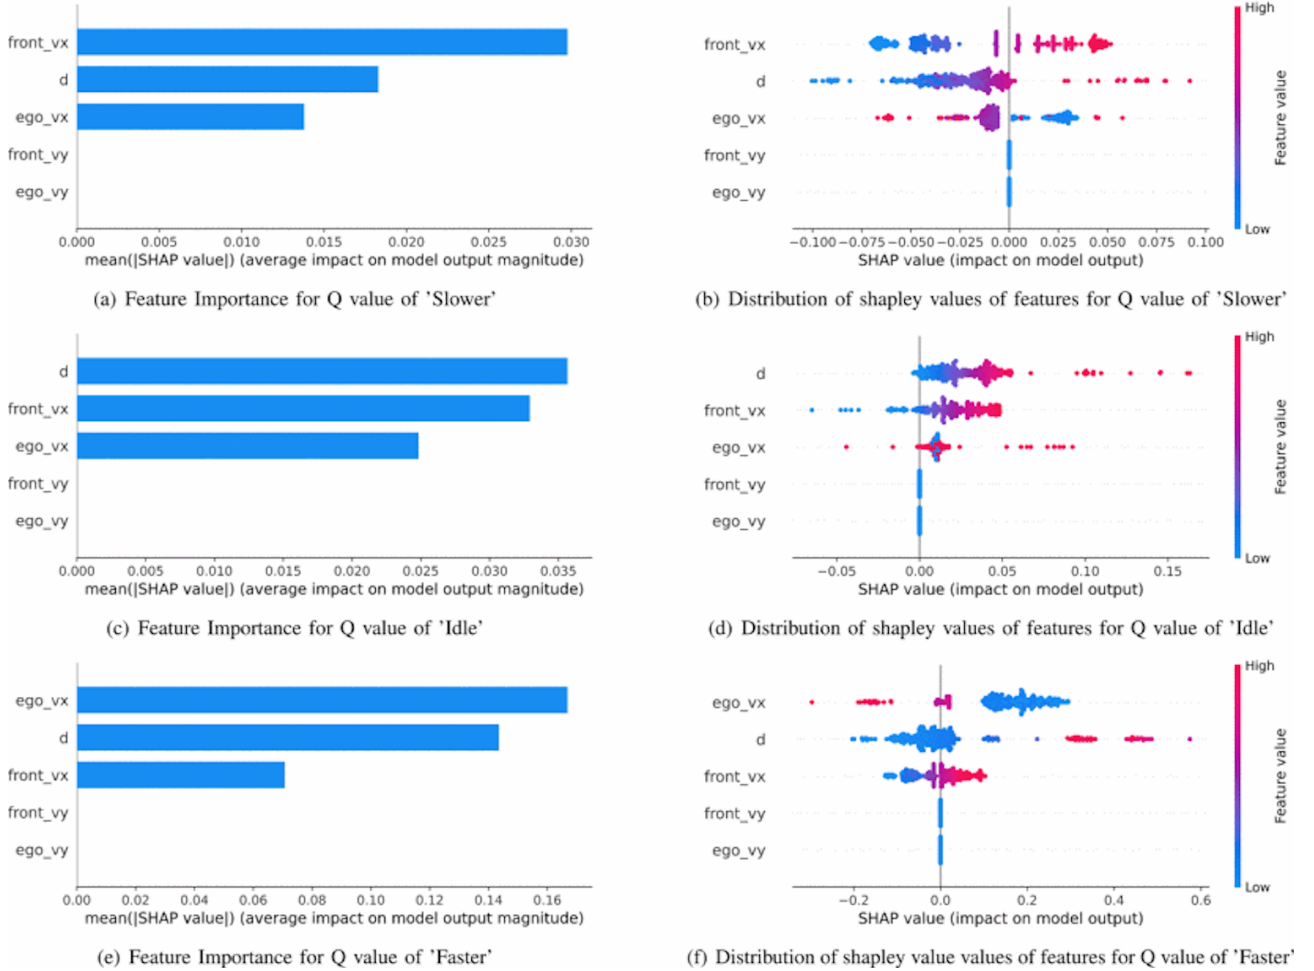 front_vx
d
ego_vx
front_vy
ego_vy
0.000 0.005 0.010 0.015 0.020 0.025 0.030
mean(|SHAP value|) (average impact on model output magnitude)
(a) Feature Importance for Q value of 'Slower'
High
front_vx
d
ego_vx
front_vy
ego_vy
Low
Feature value
−0.100 −0.075 −0.050 −0.025 0.000 0.025 0.050 0.075 0.100
SHAP value (impact on model output)
(b) Distribution of shapley values of features for Q value of 'Slower'
d
front_vx
ego_vx
front_vy
ego_vy
0.000 0.005 0.010 0.015 0.020 0.025 0.030 0.035
mean(|SHAP value|) (average impact on model output magnitude)
(c) Feature Importance for Q value of 'Idle'
High
d
front_vx
ego_vx
front_vy
ego_vy
Low
Feature value
−0.05 0.00 0.05 0.10 0.15
SHAP value (impact on model output)
(d) Distribution of shapley values of features for Q value of 'Idle'
ego_vx
d
front_vx
front_vy
ego_vy
0.00 0.02 0.04 0.06 0.08 0.10 0.12 0.14 0.16
mean(|SHAP value|) (average impact on model output magnitude)
(e) Feature Importance for Q value of 'Faster'
High
ego_vx
d
front_vx
front_vy
ego_vy
Low
Feature value
−0.2 0.0 0.2 0.4 0.6
SHAP value (impact on model output)
(f) Distribution of shapley value values of features for Q value of 'Faster'